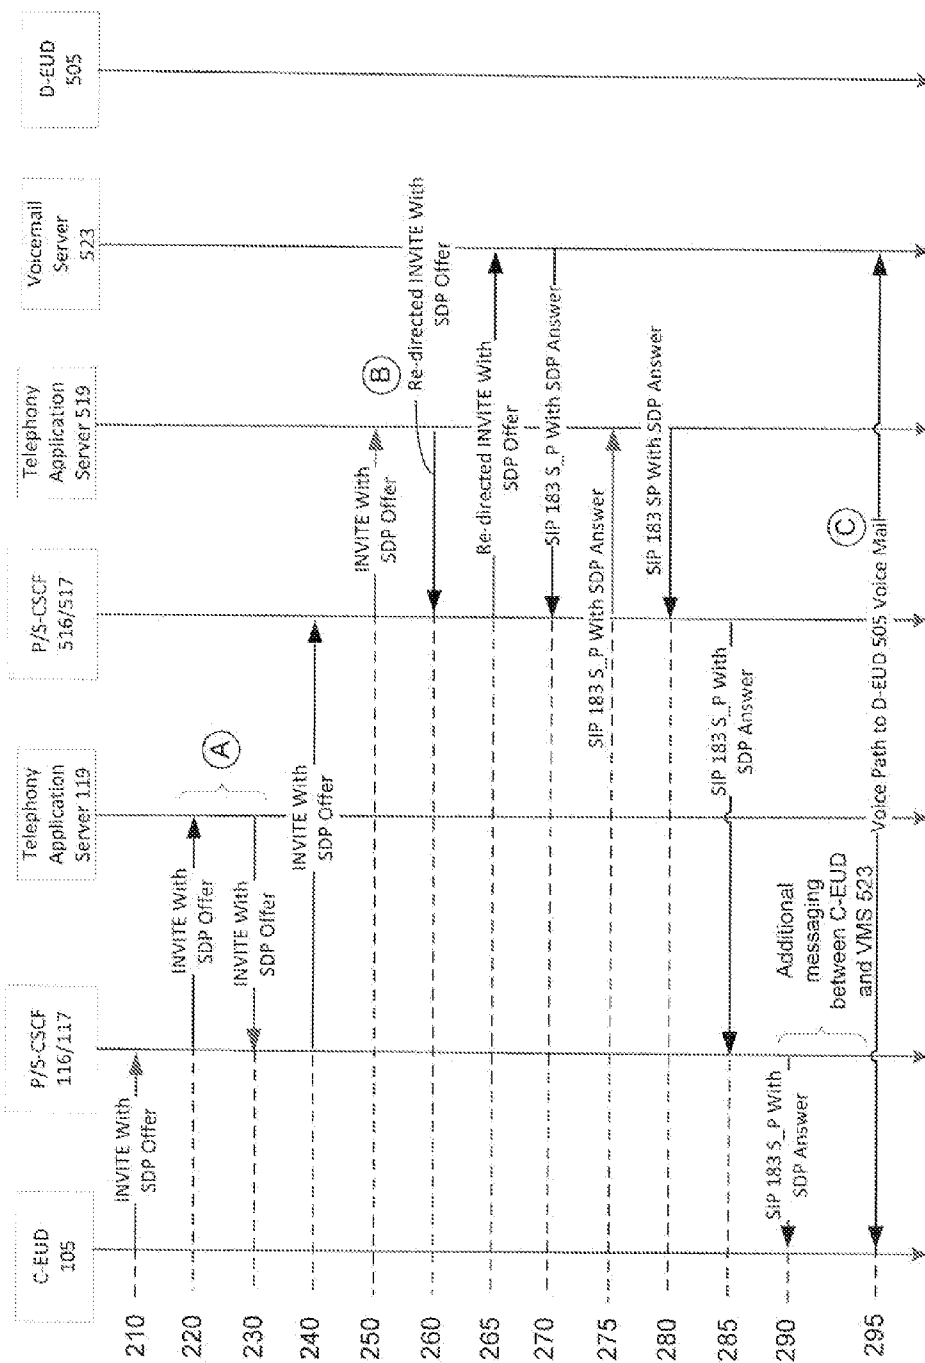 C-EUD
105
P/S-CSCF
116/117
Telephony
Application
Server 119
P/S-CSCF
516/517
Telephony
Application
Server 519
Voicemail
Server
523
D-EUD
505
210
INVITE With
SDP Offer
220
INVITE With
SDP Offer
A
230
INVITE With
SDP Offer
240
INVITE With
SDP Offer
250
INVITE With
SDP Offer
B
260
Re-directed INVITE With
SDP Offer
265
Re-directed INVITE With
SDP Offer
270
SIP 183 S_P With SDP Answer
275
SIP 183 S_P With SDP Answer
280
SIP 183 SP With SDP Answer
285
SIP 183 S_P With
SDP Answer
290
SIP 183 S_P With
SDP Answer
Additional
messaging
between C-EUD
and VMS 523
C
295
Voice Path to D-EUD 505 Voice Mail